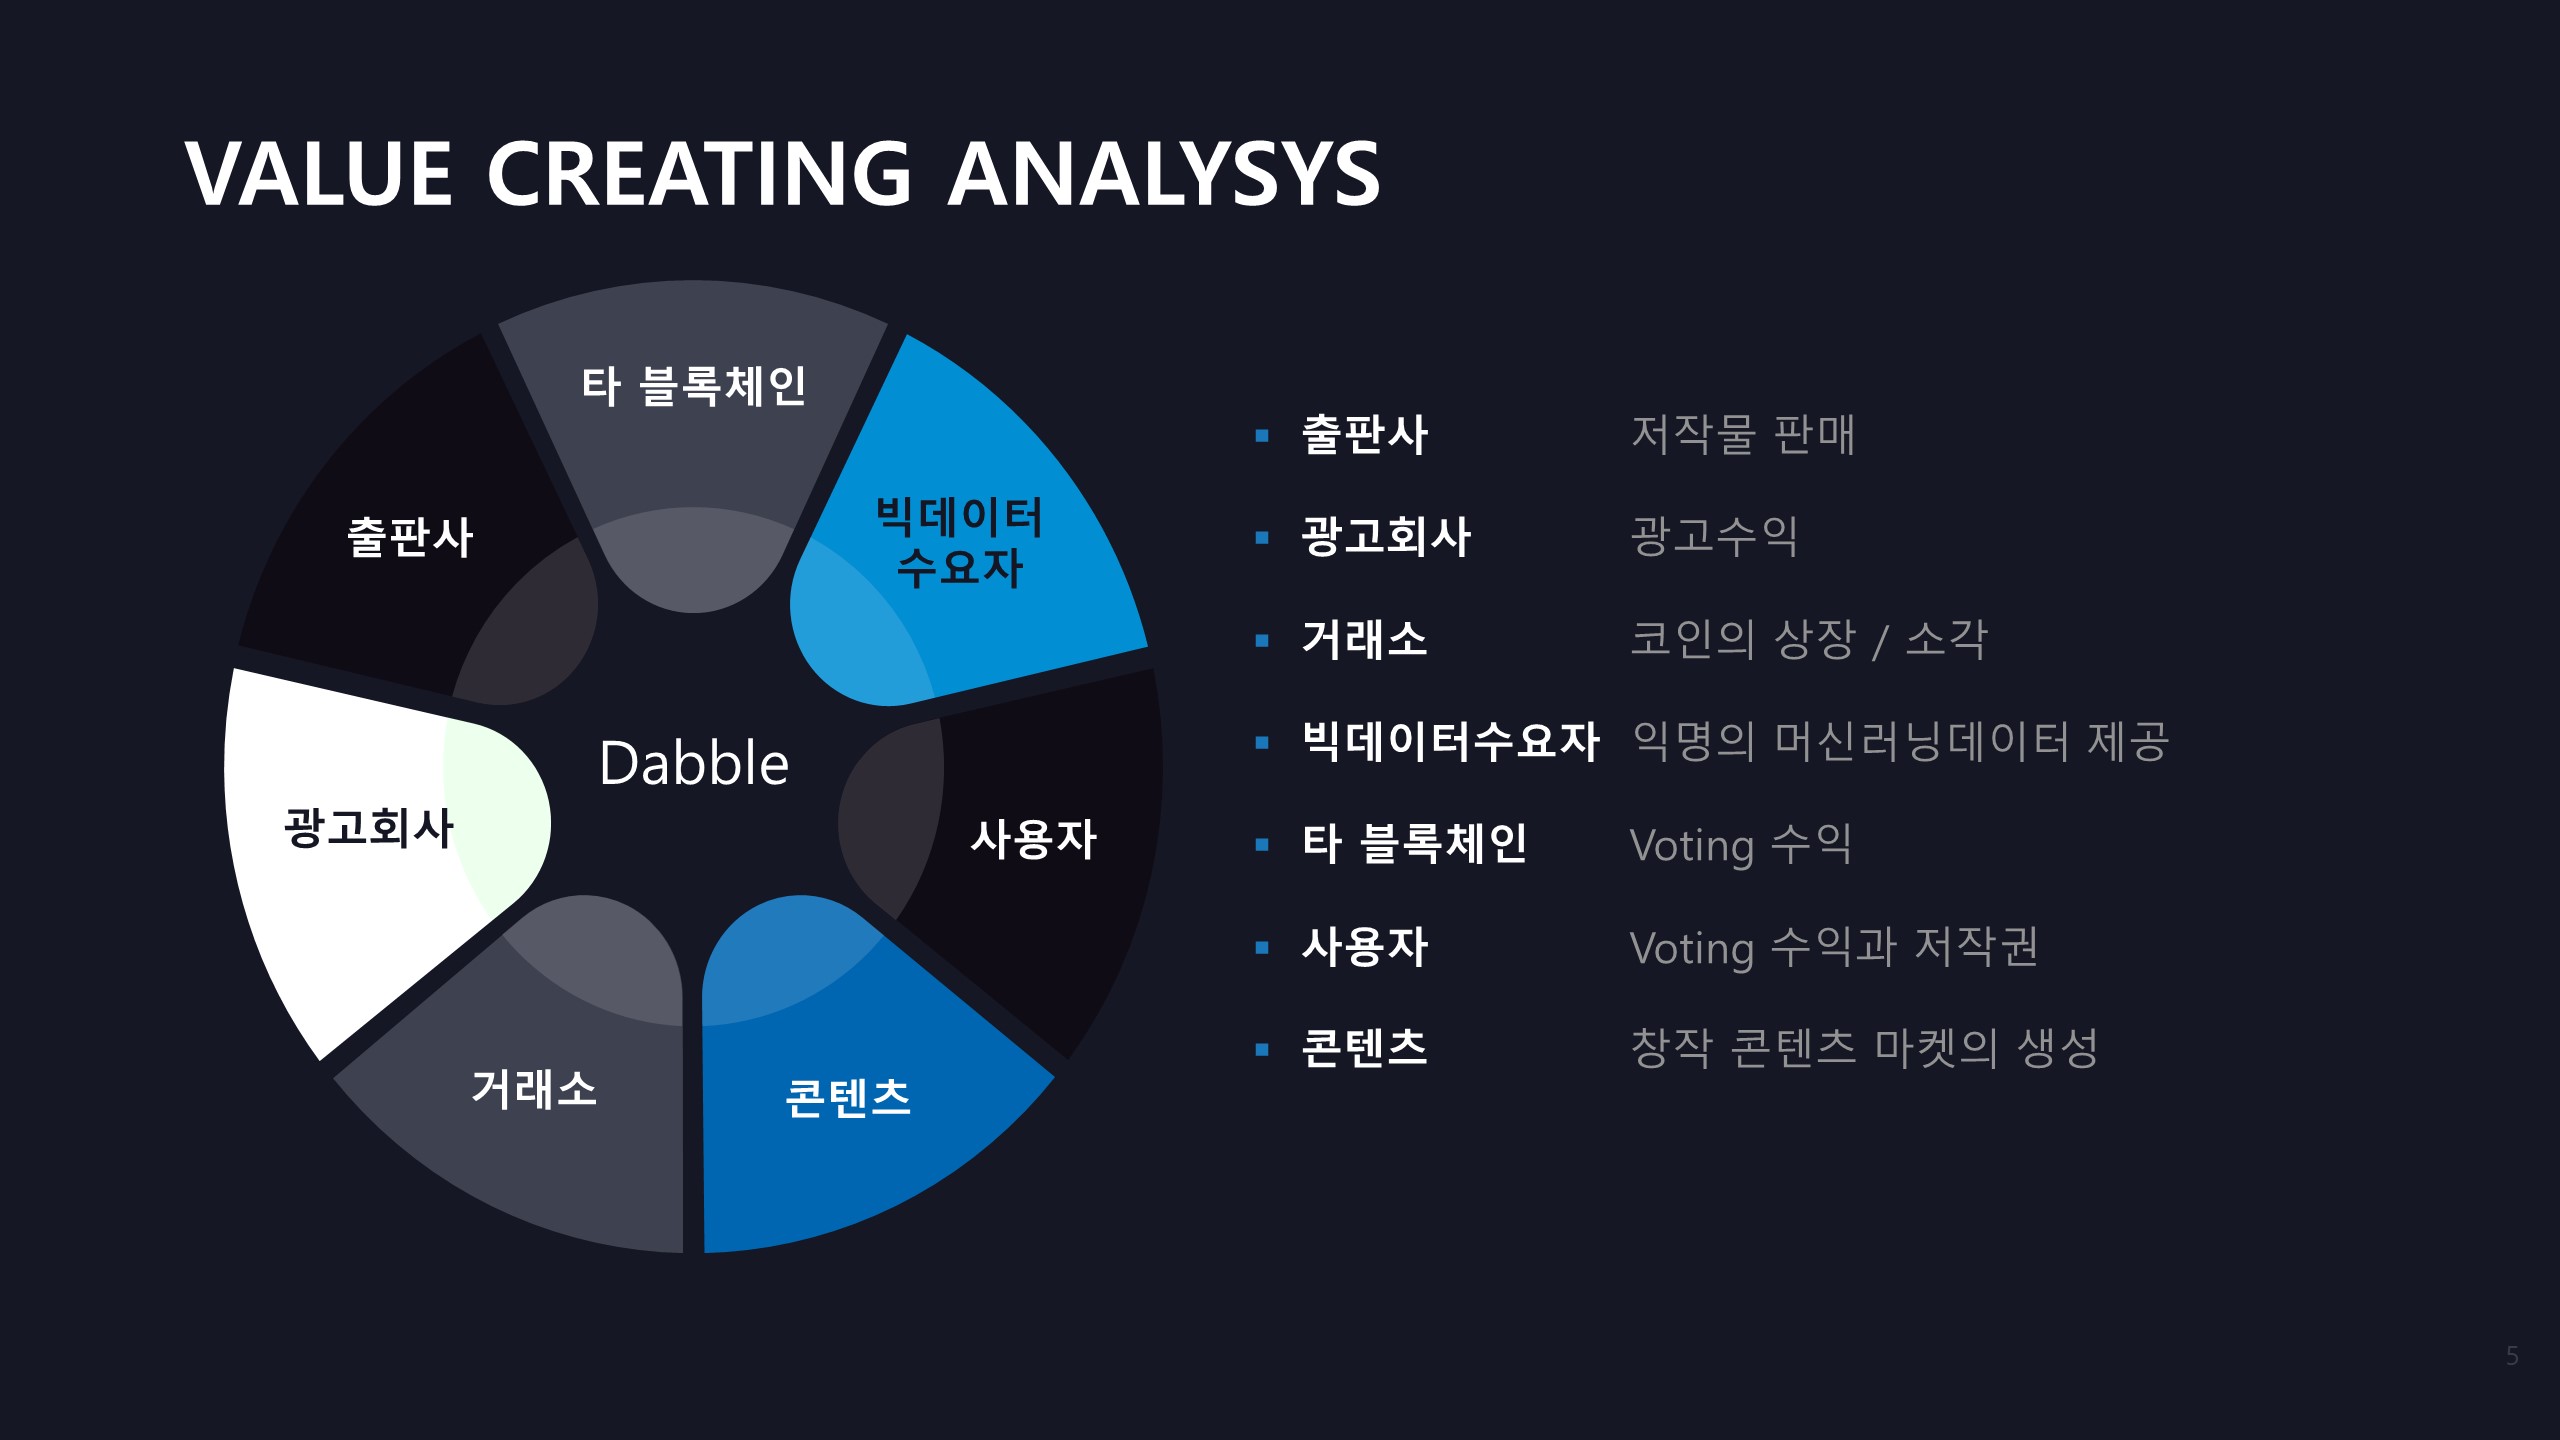 VALUE CREATING ANALYSYS
타 블록체인
빅데이터
수요자
출판사
Dabble
광고회사
사용자
거래소
콘텐츠
출판사 저작물 판매
광고회사 광고수익
거래소 코인의 상장 / 소각
빅데이터수요자 익명의 머신러닝데이터 제공
타 블록체인 Voting 수익
사용자 Voting 수익과 저작권
콘텐츠 창작 콘텐츠 마켓의 생성
5